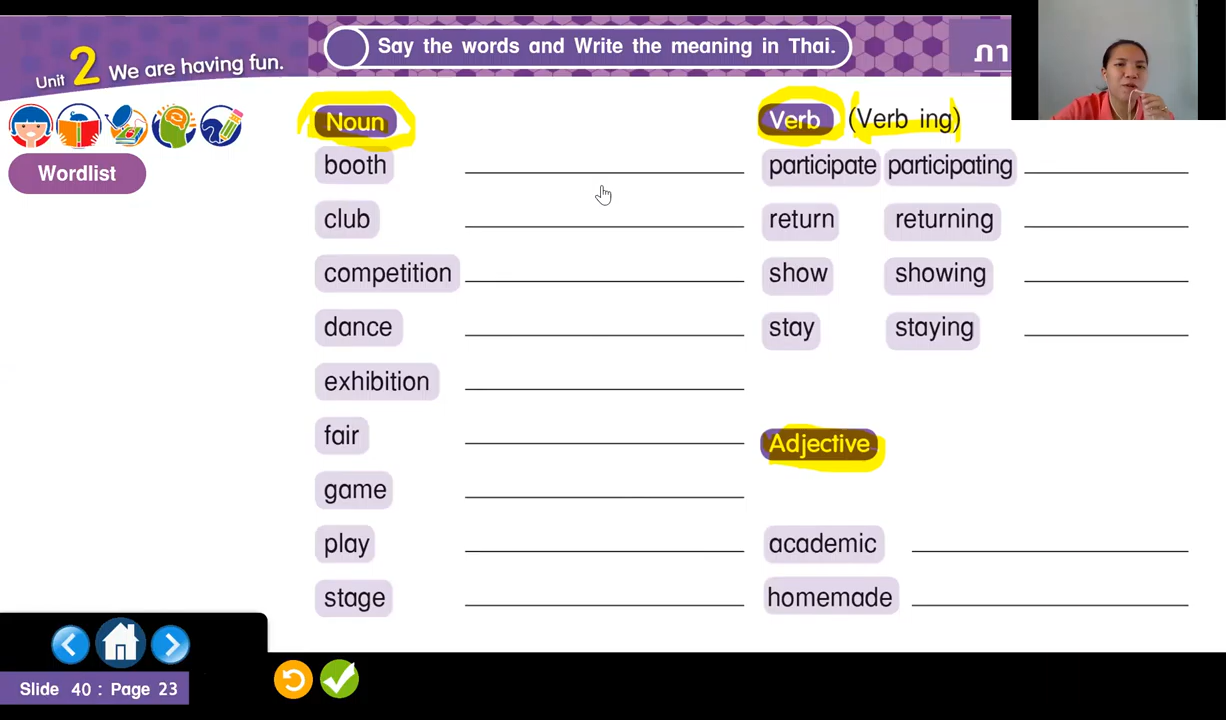 Unit 2 We are having fun.
Say the words and Write the meaning in Thai.
ภา
Wordlist
Noun
booth
club
competition
dance
exhibition
fair
game
play
stage
Verb (Verb ing)
participate participating
return returning
show showing
stay staying
Adjective
academic
homemade
Slide 40 : Page 23